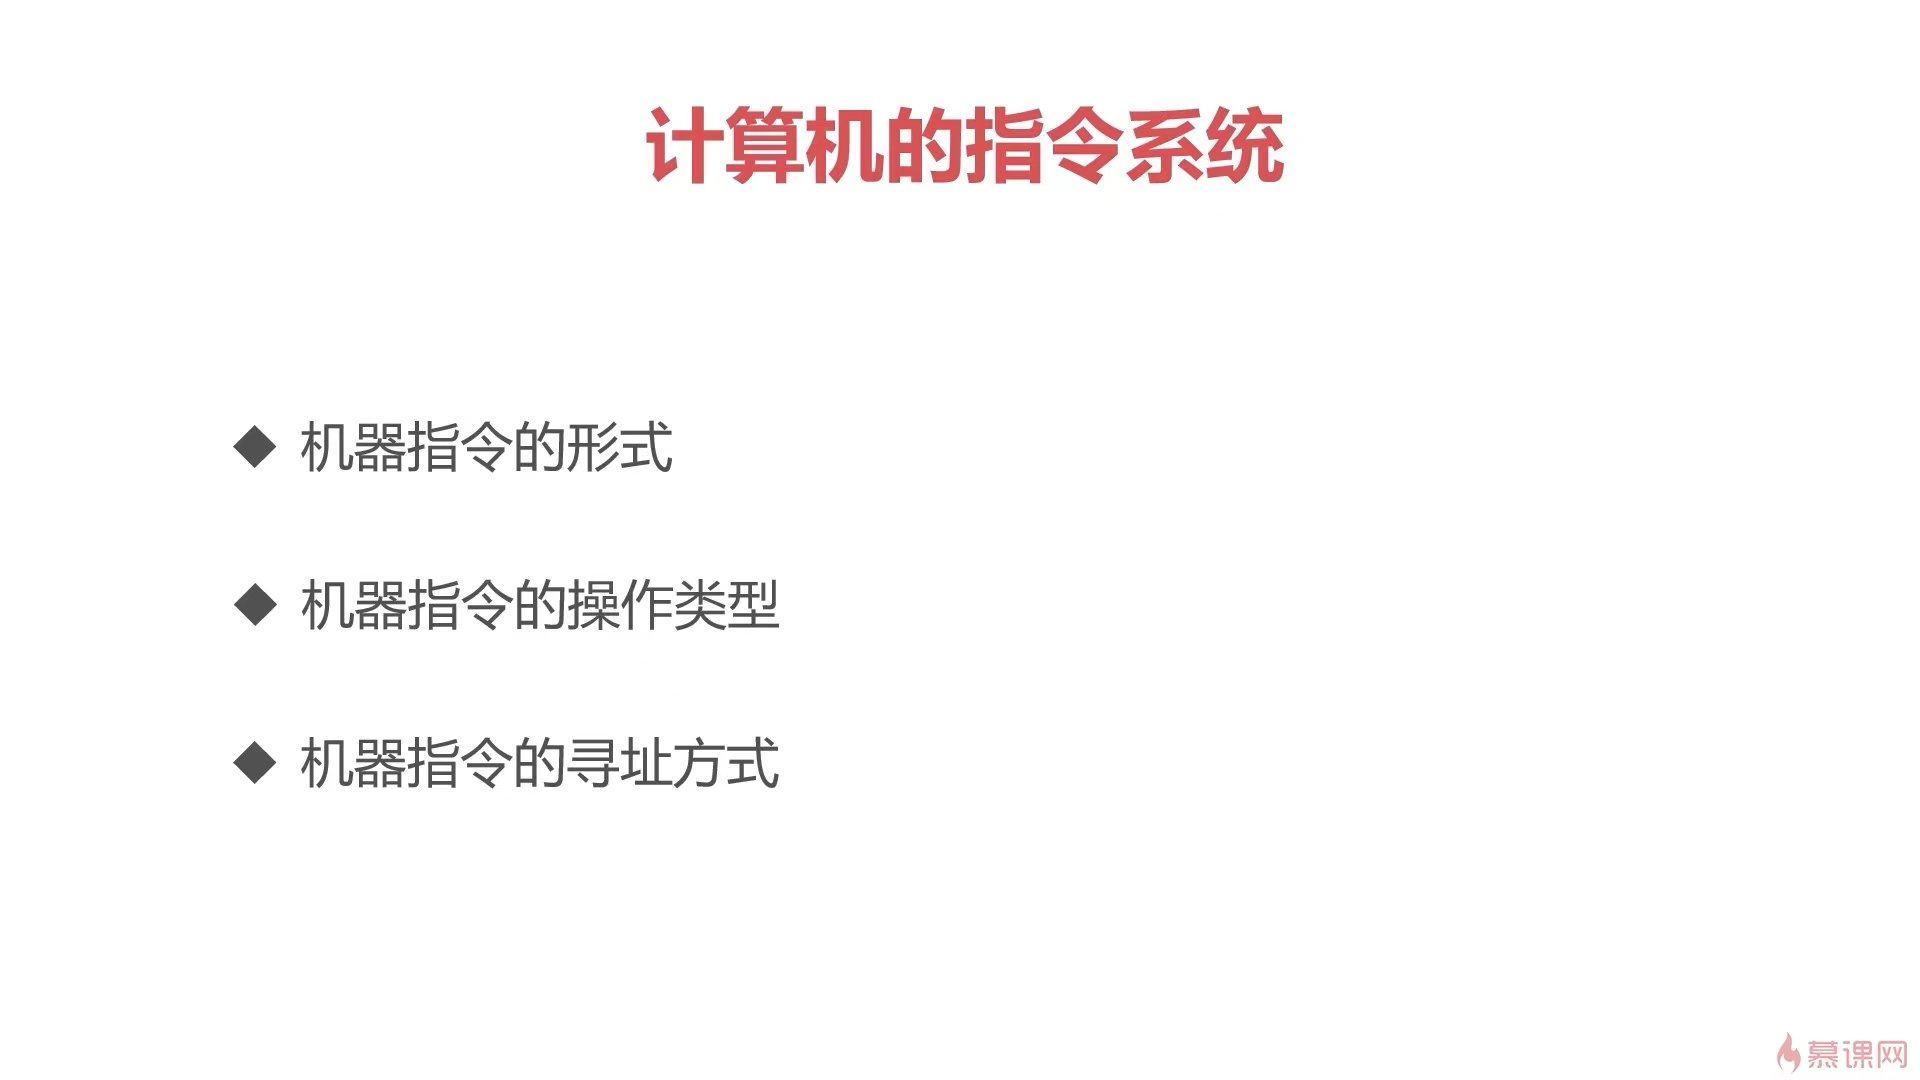 计算机的指令系统
◆ 机器指令的形式
◆ 机器指令的操作类型
◆ 机器指令的寻址方式
慕课网